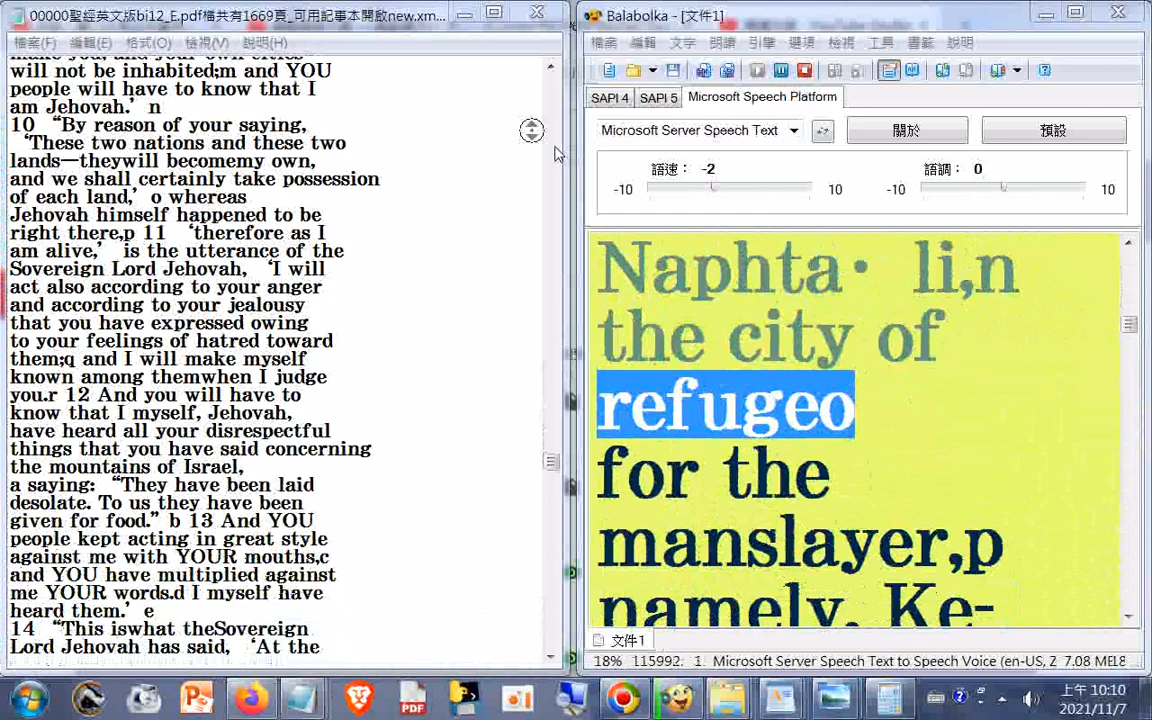 00000聖經英文版bi12_E.pdf檔共有1669頁_可用記事本開啟new.xm...
檔案(F) 編輯(E) 格式(O) 檢視(V) 說明(H)
will not be inhabited;m and YOU
people will have to know that I
am Jehovah.’ n
10 “By reason of your saying,
‘These two nations and these two
lands—theywill becomemy own,
and we shall certainly take possession
of each land,’ o whereas
Jehovah himself happened to be
right there,p 11 ‘therefore as I
am alive,’ is the utterance of the
Sovereign Lord Jehovah, ‘I will
act also according to your anger
and according to your jealousy
that you have expressed owing
to your feelings of hatred toward
them;q and I will make myself
known among themwhen I judge
you.r 12 And you will have to
know that I myself, Jehovah,
have heard all your disrespectful
things that you have said concerning
the mountains of Israel,
a saying: “They have been laid
desolate. To us they have been
given for food.” b 13 And YOU
people kept acting in great style
against me with YOUR mouths,c
and YOU have multiplied against
me YOUR words.d I myself have
heard them.’ e
14 “This iswhat theSovereign
Lord Jehovah has said, ‘At the
Balabolka - [文件1]
檔案 編輯 文字 朗讀 引擎 選項 檢視 工具 書籤 說明
SAPI 4 SAPI 5 Microsoft Speech Platform
Microsoft Server Speech Text 關於 預設
語速： -2 語調： 0
-10 10 -10 10
Naphta· li,n
the city of
refugeo
for the
manslayer,p
namely, Ke-
文件1
18% 115992. 1. Microsoft Server Speech Text to Speech Voice (en-US, 2 7.08 MEL8
上午 10:10
2021/11/7